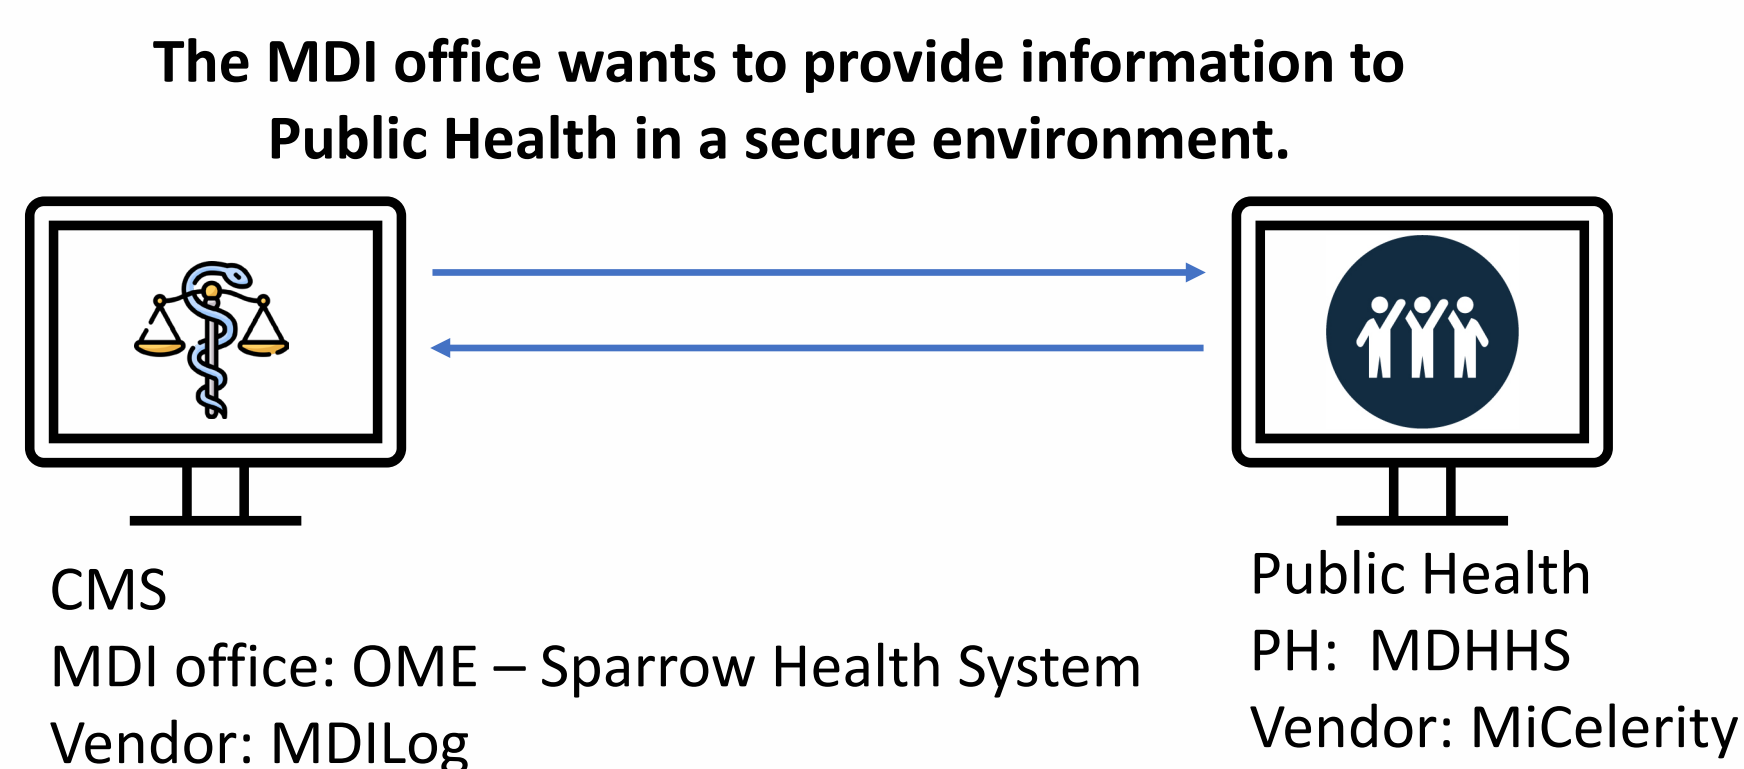 The MDI office wants to provide information to
Public Health in a secure environment.
CMS
MDI office: OME – Sparrow Health System
Vendor: MDILog
Public Health
PH:  MDHHS
Vendor: MiCelerity